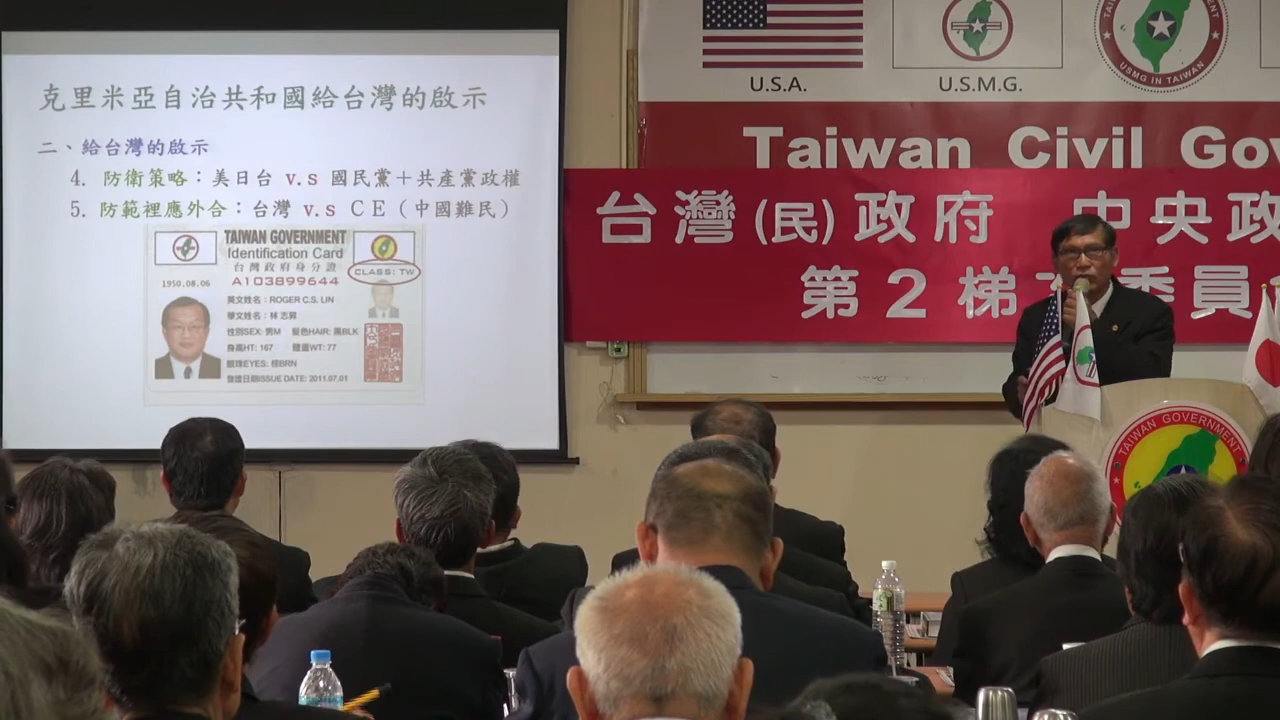 克里米亞自治共和國給台灣的啟示
二、給台灣的啟示
4. 防衛策略：美日台 v.s 國民黨＋共產黨政權
5. 防範裡應外合：台灣 v.s CE（中國難民）
TAIWAN GOVERNMENT
Identification Card
台灣政府身分證
CLASS: TW
1950.08.06
A103899644
英文姓名：ROGER C.S. LIN
華文姓名：林志昇
性別SEX: 男M 髮色HAIR: 黑BLK
身高HT: 167 體重WT: 77
眼珠EYES: 棕BRN
發證日期ISSUE DATE: 2011.07.01
U.S.A.
U.S.M.G.
USMG IN TAIWAN
Taiwan Civil Gov
台灣(民)政府 中央政
第2梯次委員
TAIWAN GOVERNMENT